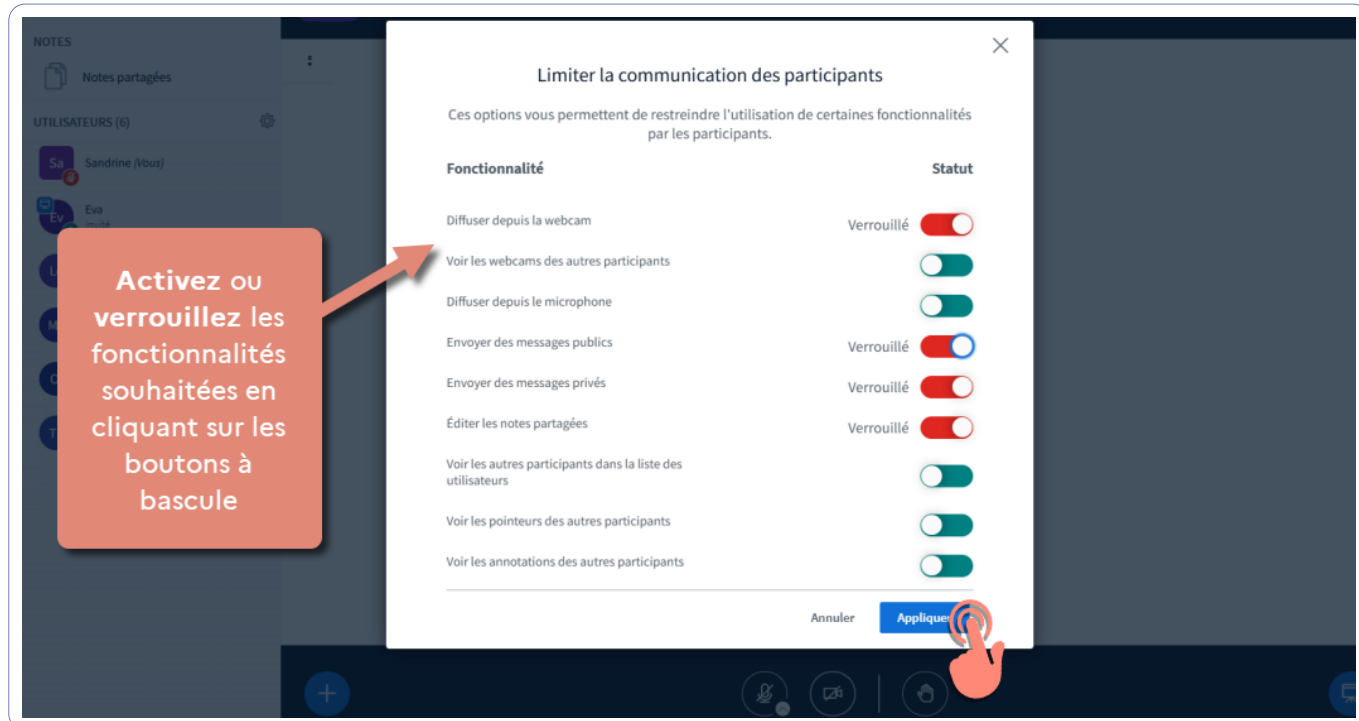 NOTES
Notes partagées
UTILISATEURS (6)
Sa
Sandrine (Vous)
Ev
Eva
invité
Activez ou
verrouillez les
fonctionnalités
souhaitées en
cliquant sur les
boutons à
bascule
Limiter la communication des participants
Ces options vous permettent de restreindre l'utilisation de certaines fonctionnalités
par les participants.
Fonctionnalité Statut
Diffuser depuis la webcam Verrouillé
Voir les webcams des autres participants
Diffuser depuis le microphone
Envoyer des messages publics Verrouillé
Envoyer des messages privés Verrouillé
Éditer les notes partagées Verrouillé
Voir les autres participants dans la liste des
utilisateurs
Voir les pointeurs des autres participants
Voir les annotations des autres participants
Annuler Appliquer